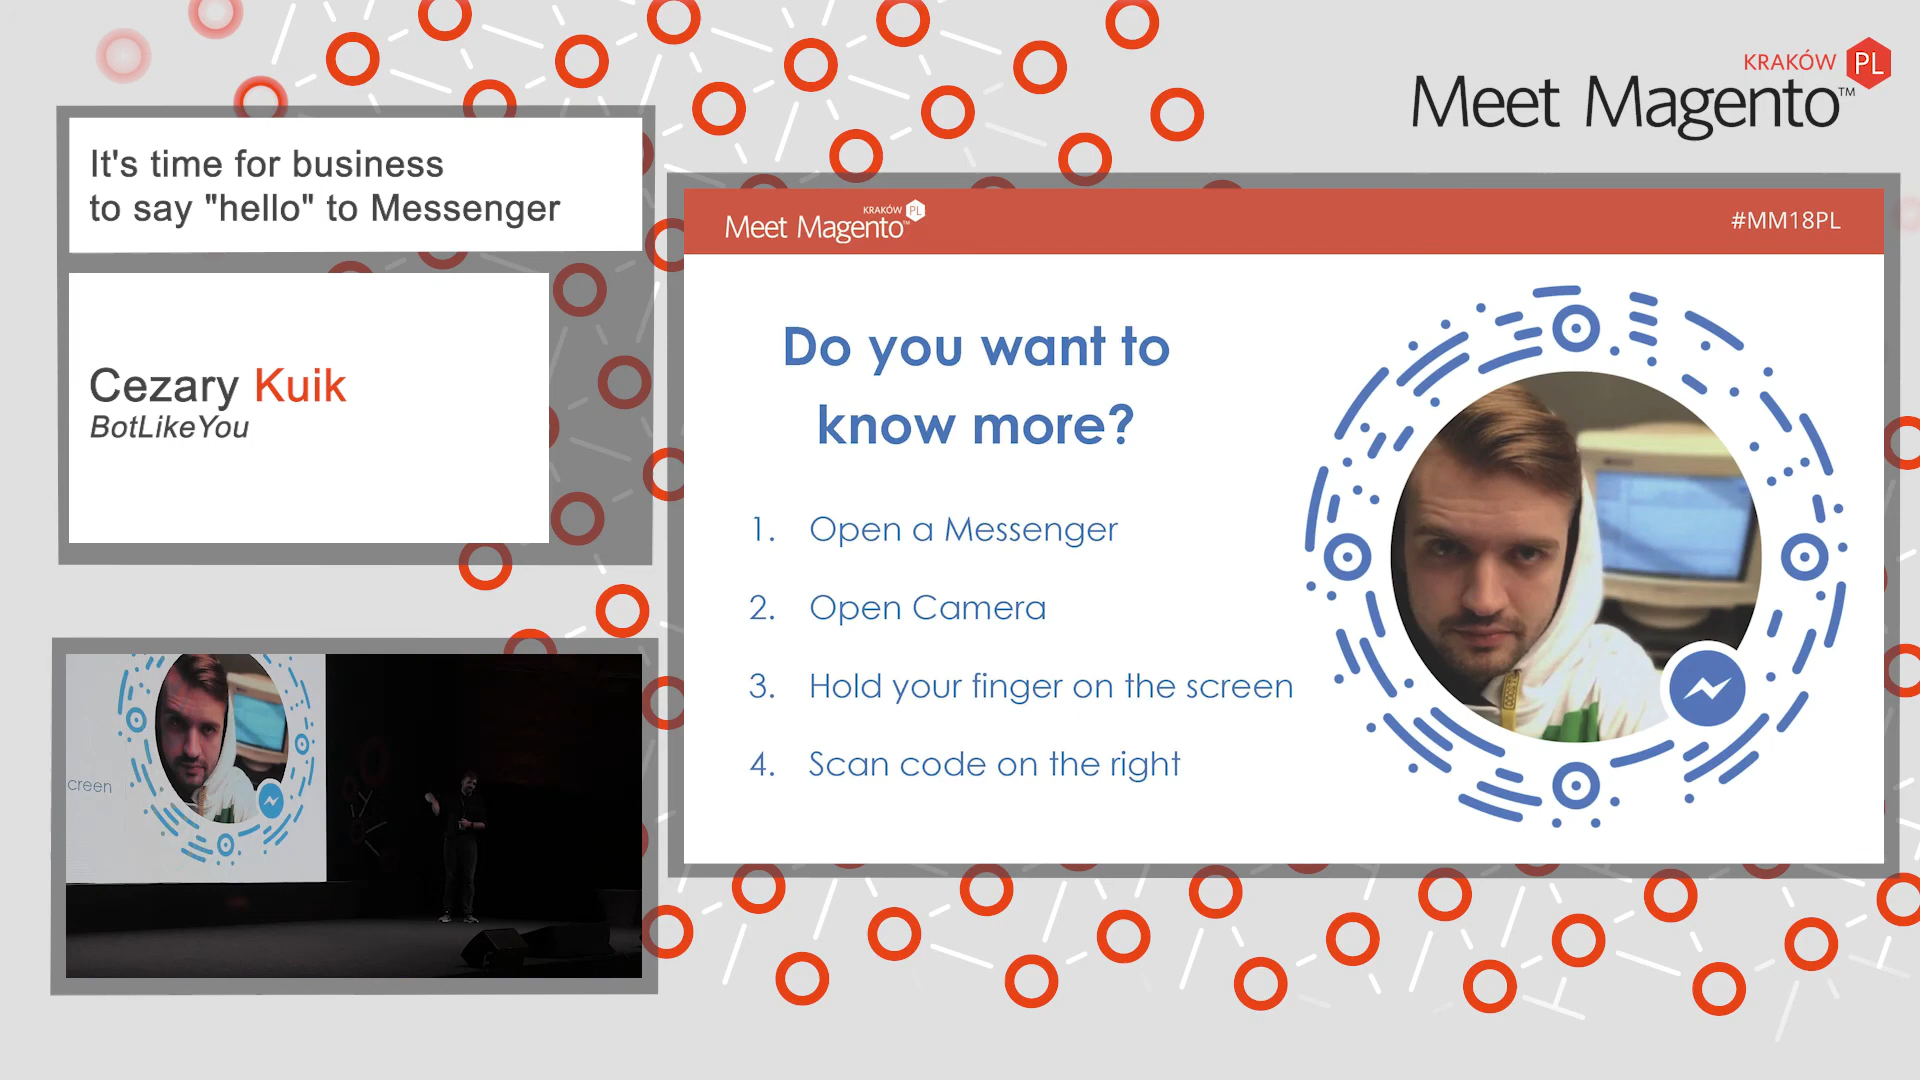 KRAKÓW PL
Meet Magento™
It's time for business
to say "hello" to Messenger
Cezary Kuik
BotLikeYou
KRAKÓW PL
Meet Magento™
#MM18PL
Do you want to
know more?
1. Open a Messenger
2. Open Camera
3. Hold your finger on the screen
4. Scan code on the right
creen